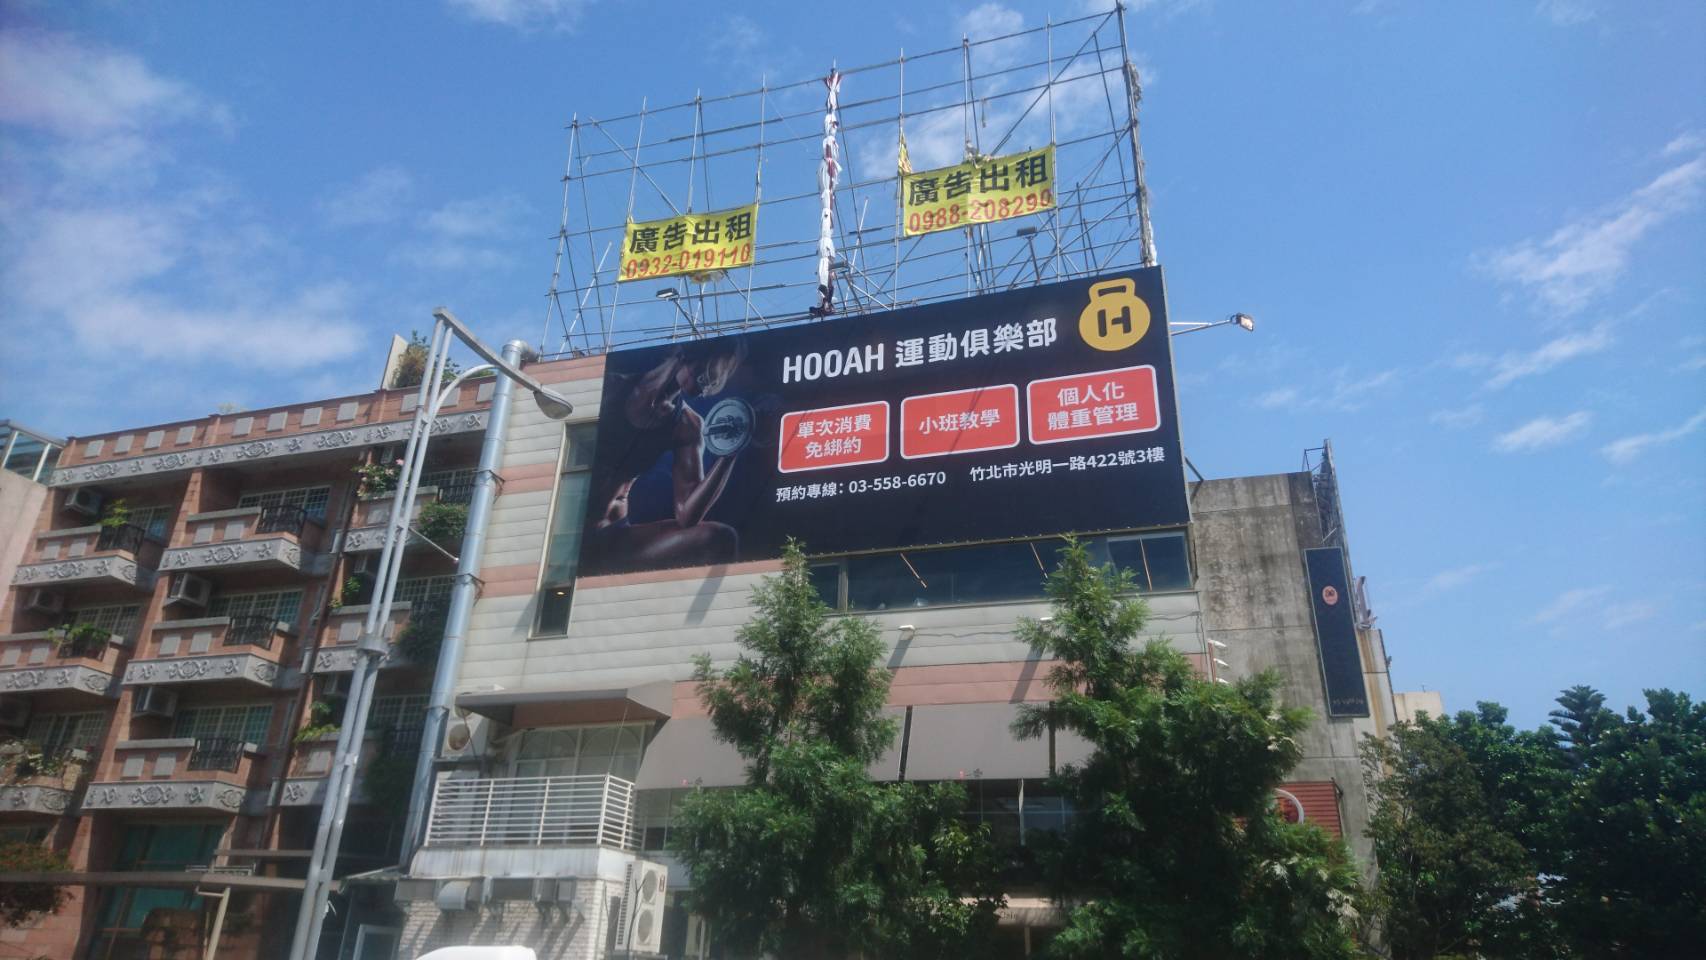 廣告出租
0932-019110
廣告出租
0988-208290
HOOAH 運動俱樂部
H
單次消費
免綁約
小班教學
個人化
體重管理
預約專線：03-558-6670 竹北市光明一路422號3樓